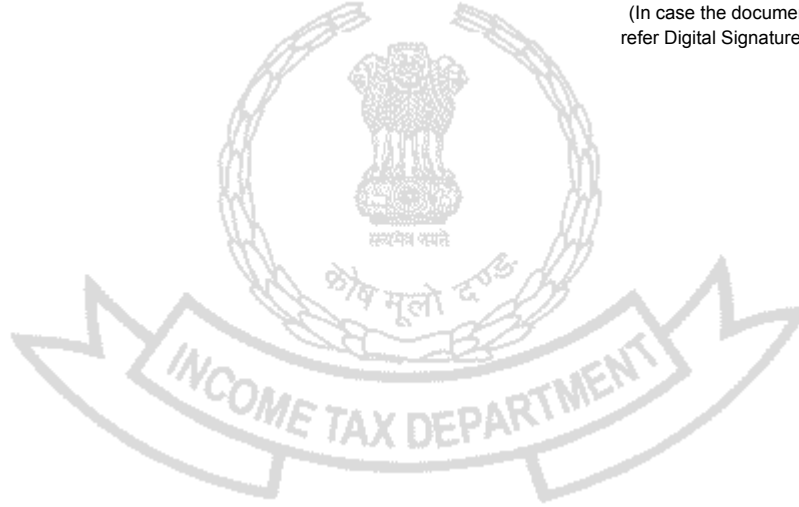 (In case the docume
refer Digital Signature
सत्यमेव जयते
कोष मूलो दण्ड:
INCOME TAX DEPARTMENT